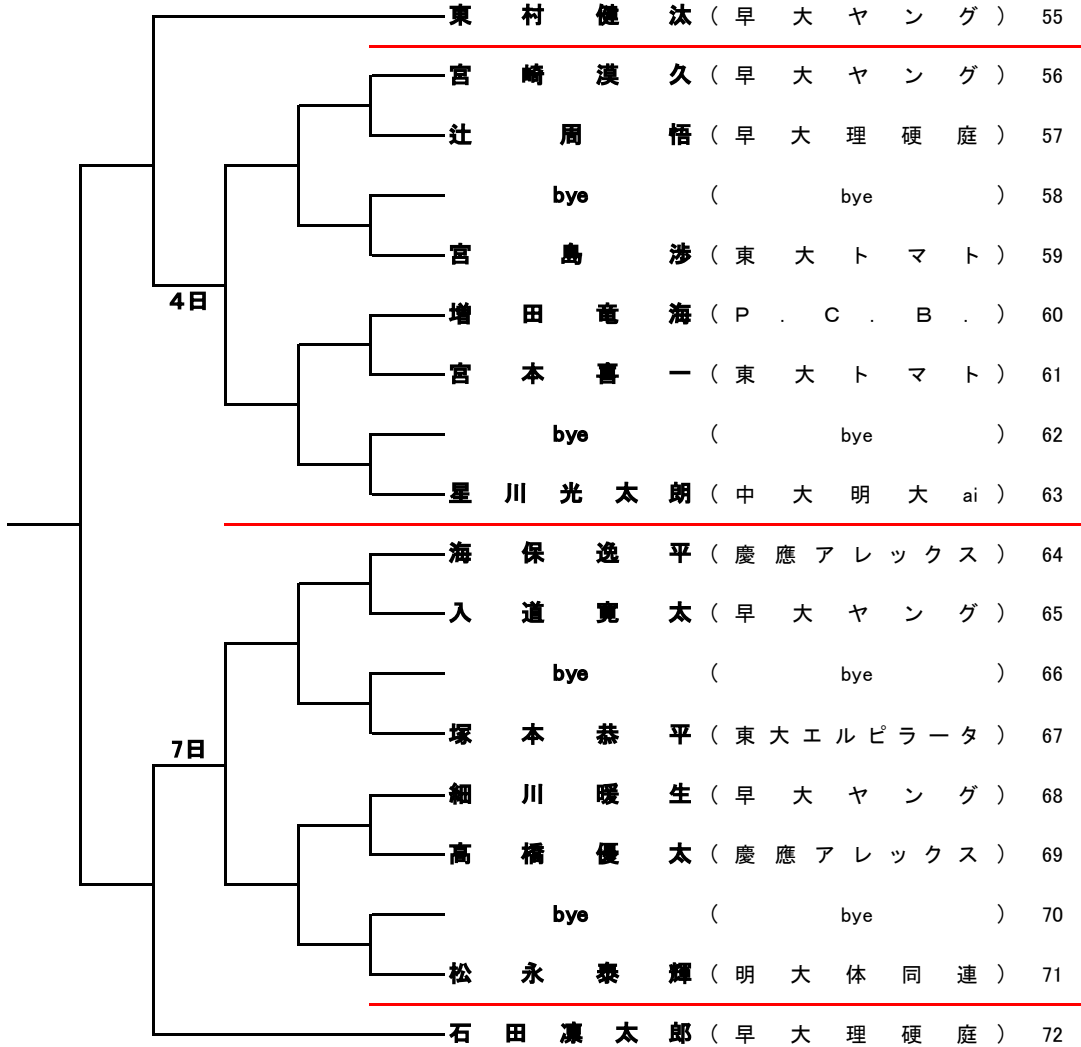 東村健汰（早大ヤング） 55
宮崎漠久（早大ヤング） 56
辻周悟（早大理硬庭） 57
bye（bye） 58
宮島渉（東大トマト） 59
4日
増田竜海（P.C.B.） 60
宮本喜一（東大トマト） 61
bye（bye） 62
星川光太朗（中大明大ai） 63
海保逸平（慶應アレックス） 64
入道寛太（早大ヤング） 65
bye（bye） 66
塚本恭平（東大エルピラータ） 67
7日
細川暖生（早大ヤング） 68
髙橋優太（慶應アレックス） 69
bye（bye） 70
松永泰輝（明大体同連） 71
石田凛太郎（早大理硬庭） 72